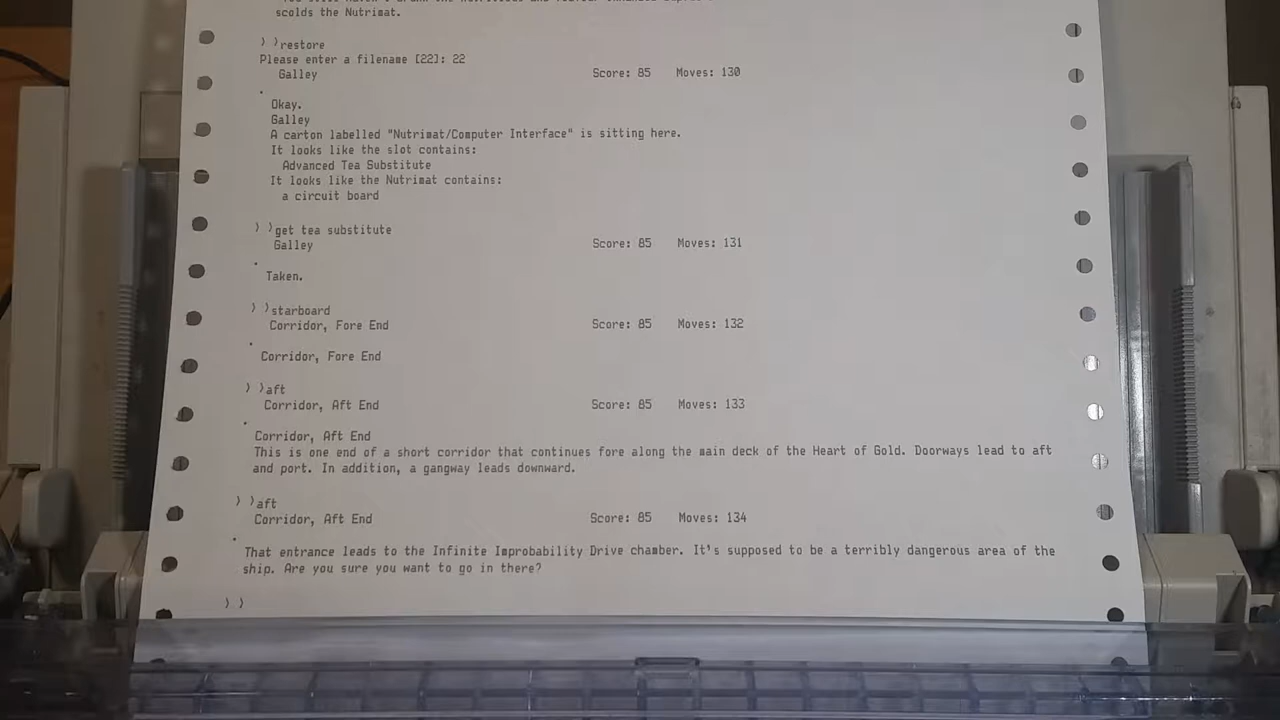 scolds the Nutrimat.
) )restore
Please enter a filename [22]: 22
Galley Score: 85 Moves: 130
.
Okay.
Galley
A carton labelled "Nutrimat/Computer Interface" is sitting here.
It looks like the slot contains:
Advanced Tea Substitute
It looks like the Nutrimat contains:
a circuit board
) )get tea substitute
Galley Score: 85 Moves: 131
.
Taken.
) )starboard
Corridor, Fore End Score: 85 Moves: 132
.
Corridor, Fore End
) )aft
Corridor, Aft End Score: 85 Moves: 133
.
Corridor, Aft End
This is one end of a short corridor that continues fore along the main deck of the Heart of Gold. Doorways lead to aft
and port. In addition, a gangway leads downward.
) )aft
Corridor, Aft End Score: 85 Moves: 134
.
That entrance leads to the Infinite Improbability Drive chamber. It's supposed to be a terribly dangerous area of the
ship. Are you sure you want to go in there?
) )